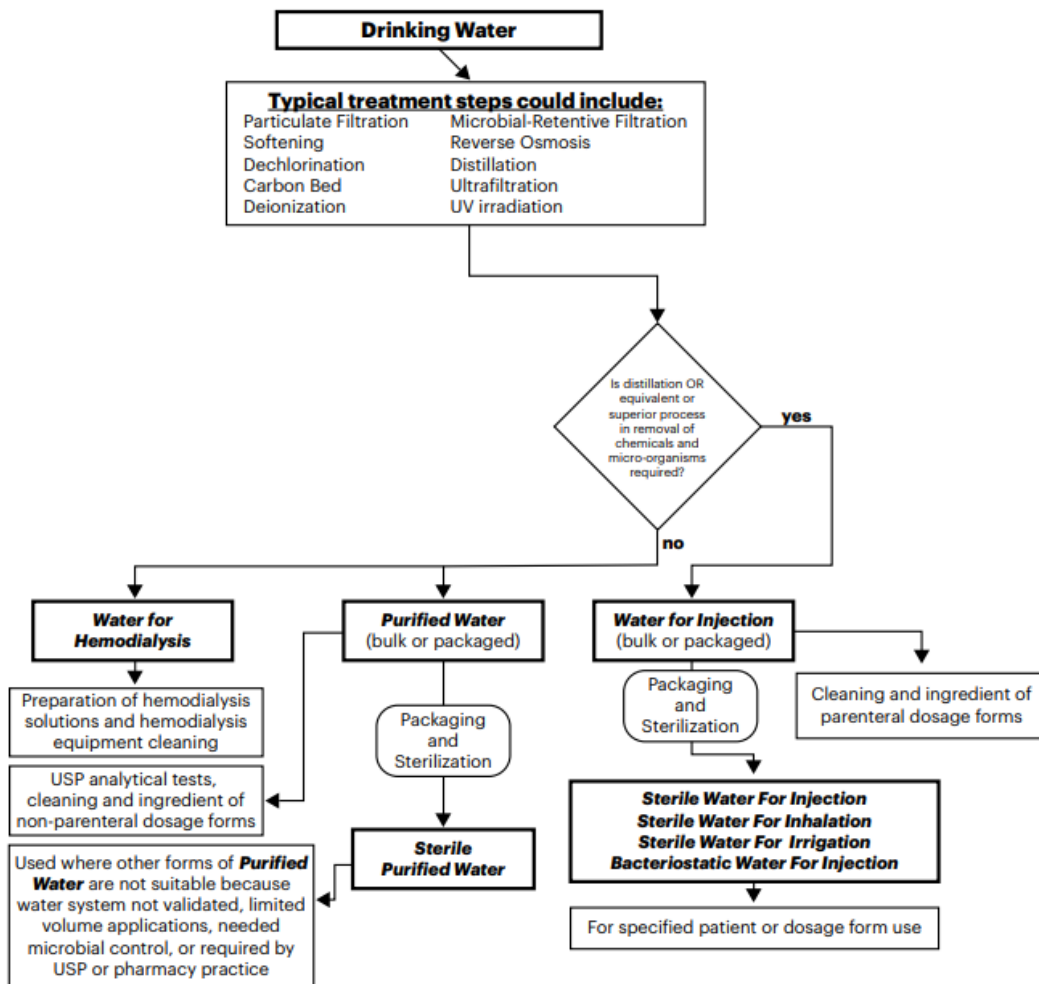 Drinking Water
Typical treatment steps could include:
Particulate Filtration
Softening
Dechlorination
Carbon Bed
Deionization
Microbial-Retentive Filtration
Reverse Osmosis
Distillation
Ultrafiltration
UV irradiation
Is distillation OR
equivalent or
superior process
in removal of
chemicals and
micro-organisms
required?
yes
no
Water for
Hemodialysis
Purified Water
(bulk or packaged)
Water for Injection
(bulk or packaged)
Preparation of hemodialysis
solutions and hemodialysis
equipment cleaning
Packaging
and
Sterilization
Packaging
and
Sterilization
Cleaning and ingredient of
parenteral dosage forms
USP analytical tests,
cleaning and ingredient of
non-parenteral dosage forms
Sterile
Purified Water
Sterile Water For Injection
Sterile Water For Inhalation
Sterile Water For Irrigation
Bacteriostatic Water For Injection
Used where other forms of Purified
Water are not suitable because
water system not validated, limited
volume applications, needed
microbial control, or required by
USP or pharmacy practice
For specified patient or dosage form use